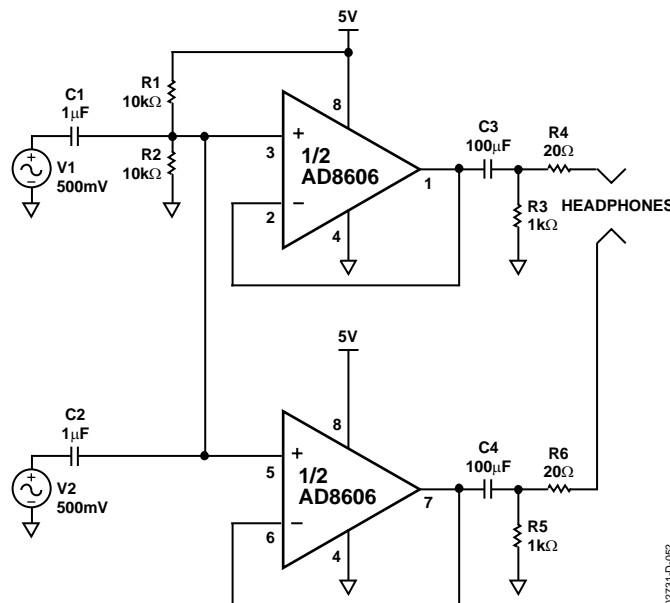 5V
R1
10kΩ
C1
1µF
V1
500mV
R2
10kΩ
8
3
+
1/2
AD8606
1
2
−
4
C3
100µF
R4
20Ω
R3
1kΩ
HEADPHONES
5V
C2
1µF
V2
500mV
8
5
+
1/2
AD8606
7
6
−
4
C4
100µF
R6
20Ω
R5
1kΩ
02731-D-052